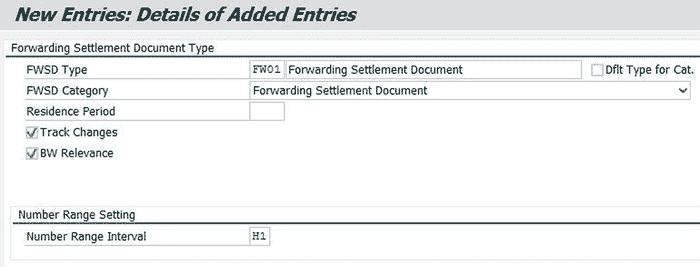 New Entries: Details of Added Entries
Forwarding Settlement Document Type
FWSD Type FW01 Forwarding Settlement Document Dflt Type for Cat.
FWSD Category Forwarding Settlement Document
Residence Period
Track Changes
BW Relevance
Number Range Setting
Number Range Interval H1